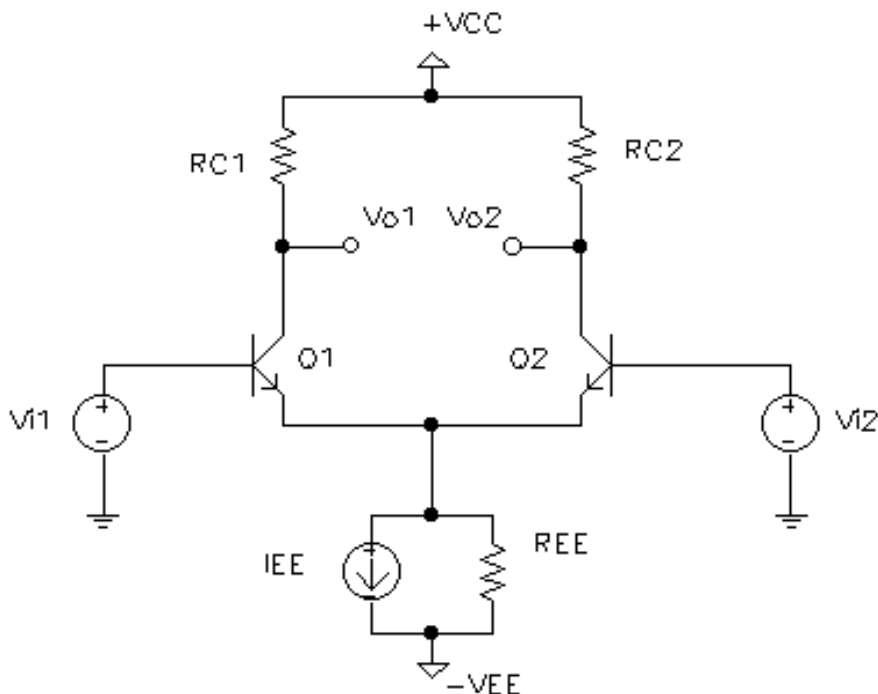 +VCC
RC1
RC2
Vo1
Vo2
Q1
Q2
Vi1
+
-
+
-
Vi2
IEE
+
-
REE
-VEE